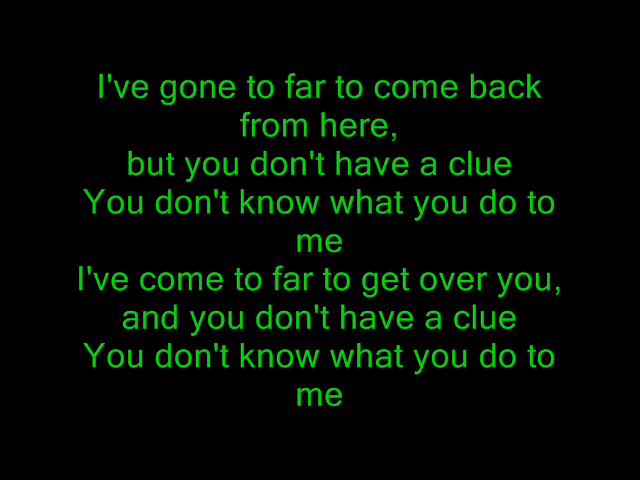 I've gone to far to come back
from here,
but you don't have a clue
You don't know what you do to
me
I've come to far to get over you,
and you don't have a clue
You don't know what you do to
me